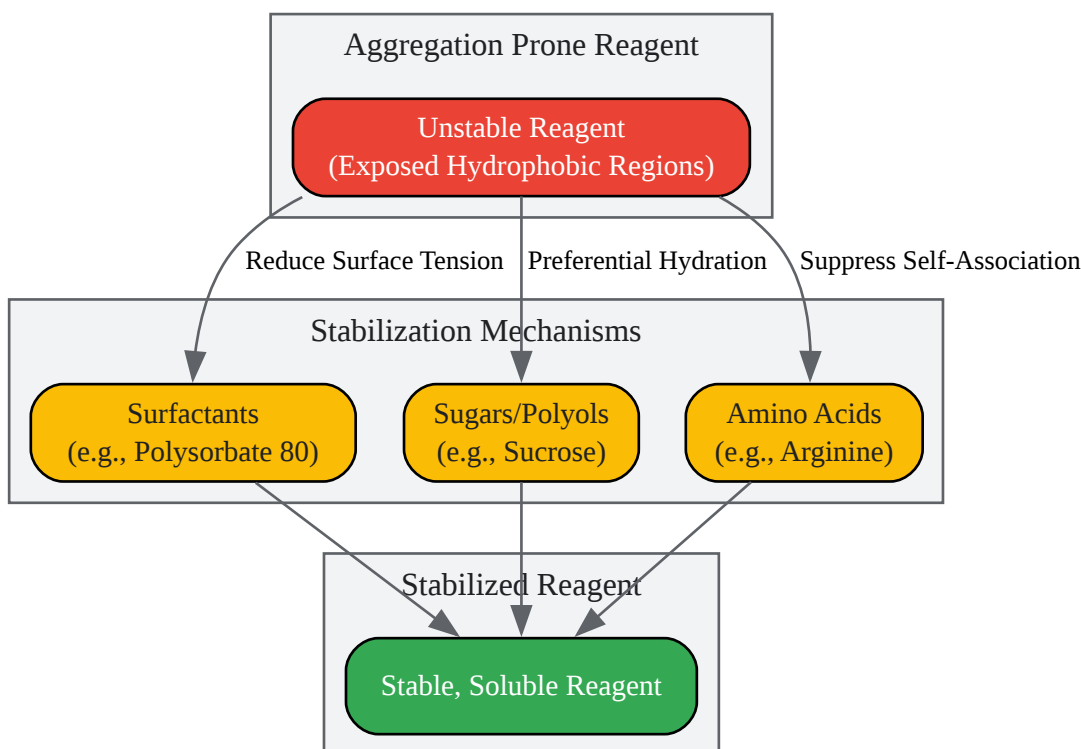 Aggregation Prone Reagent
Unstable Reagent
(Exposed Hydrophobic Regions)
Reduce Surface Tension
Preferential Hydration
Suppress Self-Association
Stabilization Mechanisms
Surfactants
(e.g., Polysorbate 80)
Sugars/Polyols
(e.g., Sucrose)
Amino Acids
(e.g., Arginine)
Stabilized Reagent
Stable, Soluble Reagent